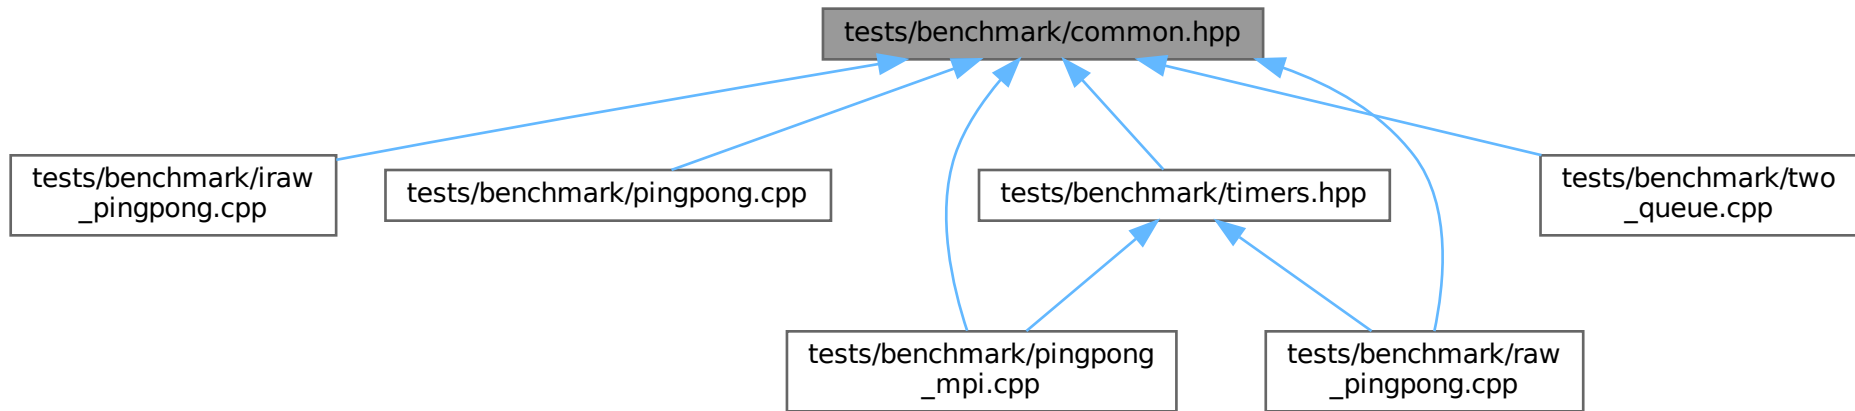 tests/benchmark/common.hpp
tests/benchmark/iraw
_pingpong.cpp
tests/benchmark/pingpong.cpp
tests/benchmark/timers.hpp
tests/benchmark/two
_queue.cpp
tests/benchmark/pingpong
_mpi.cpp
tests/benchmark/raw
_pingpong.cpp